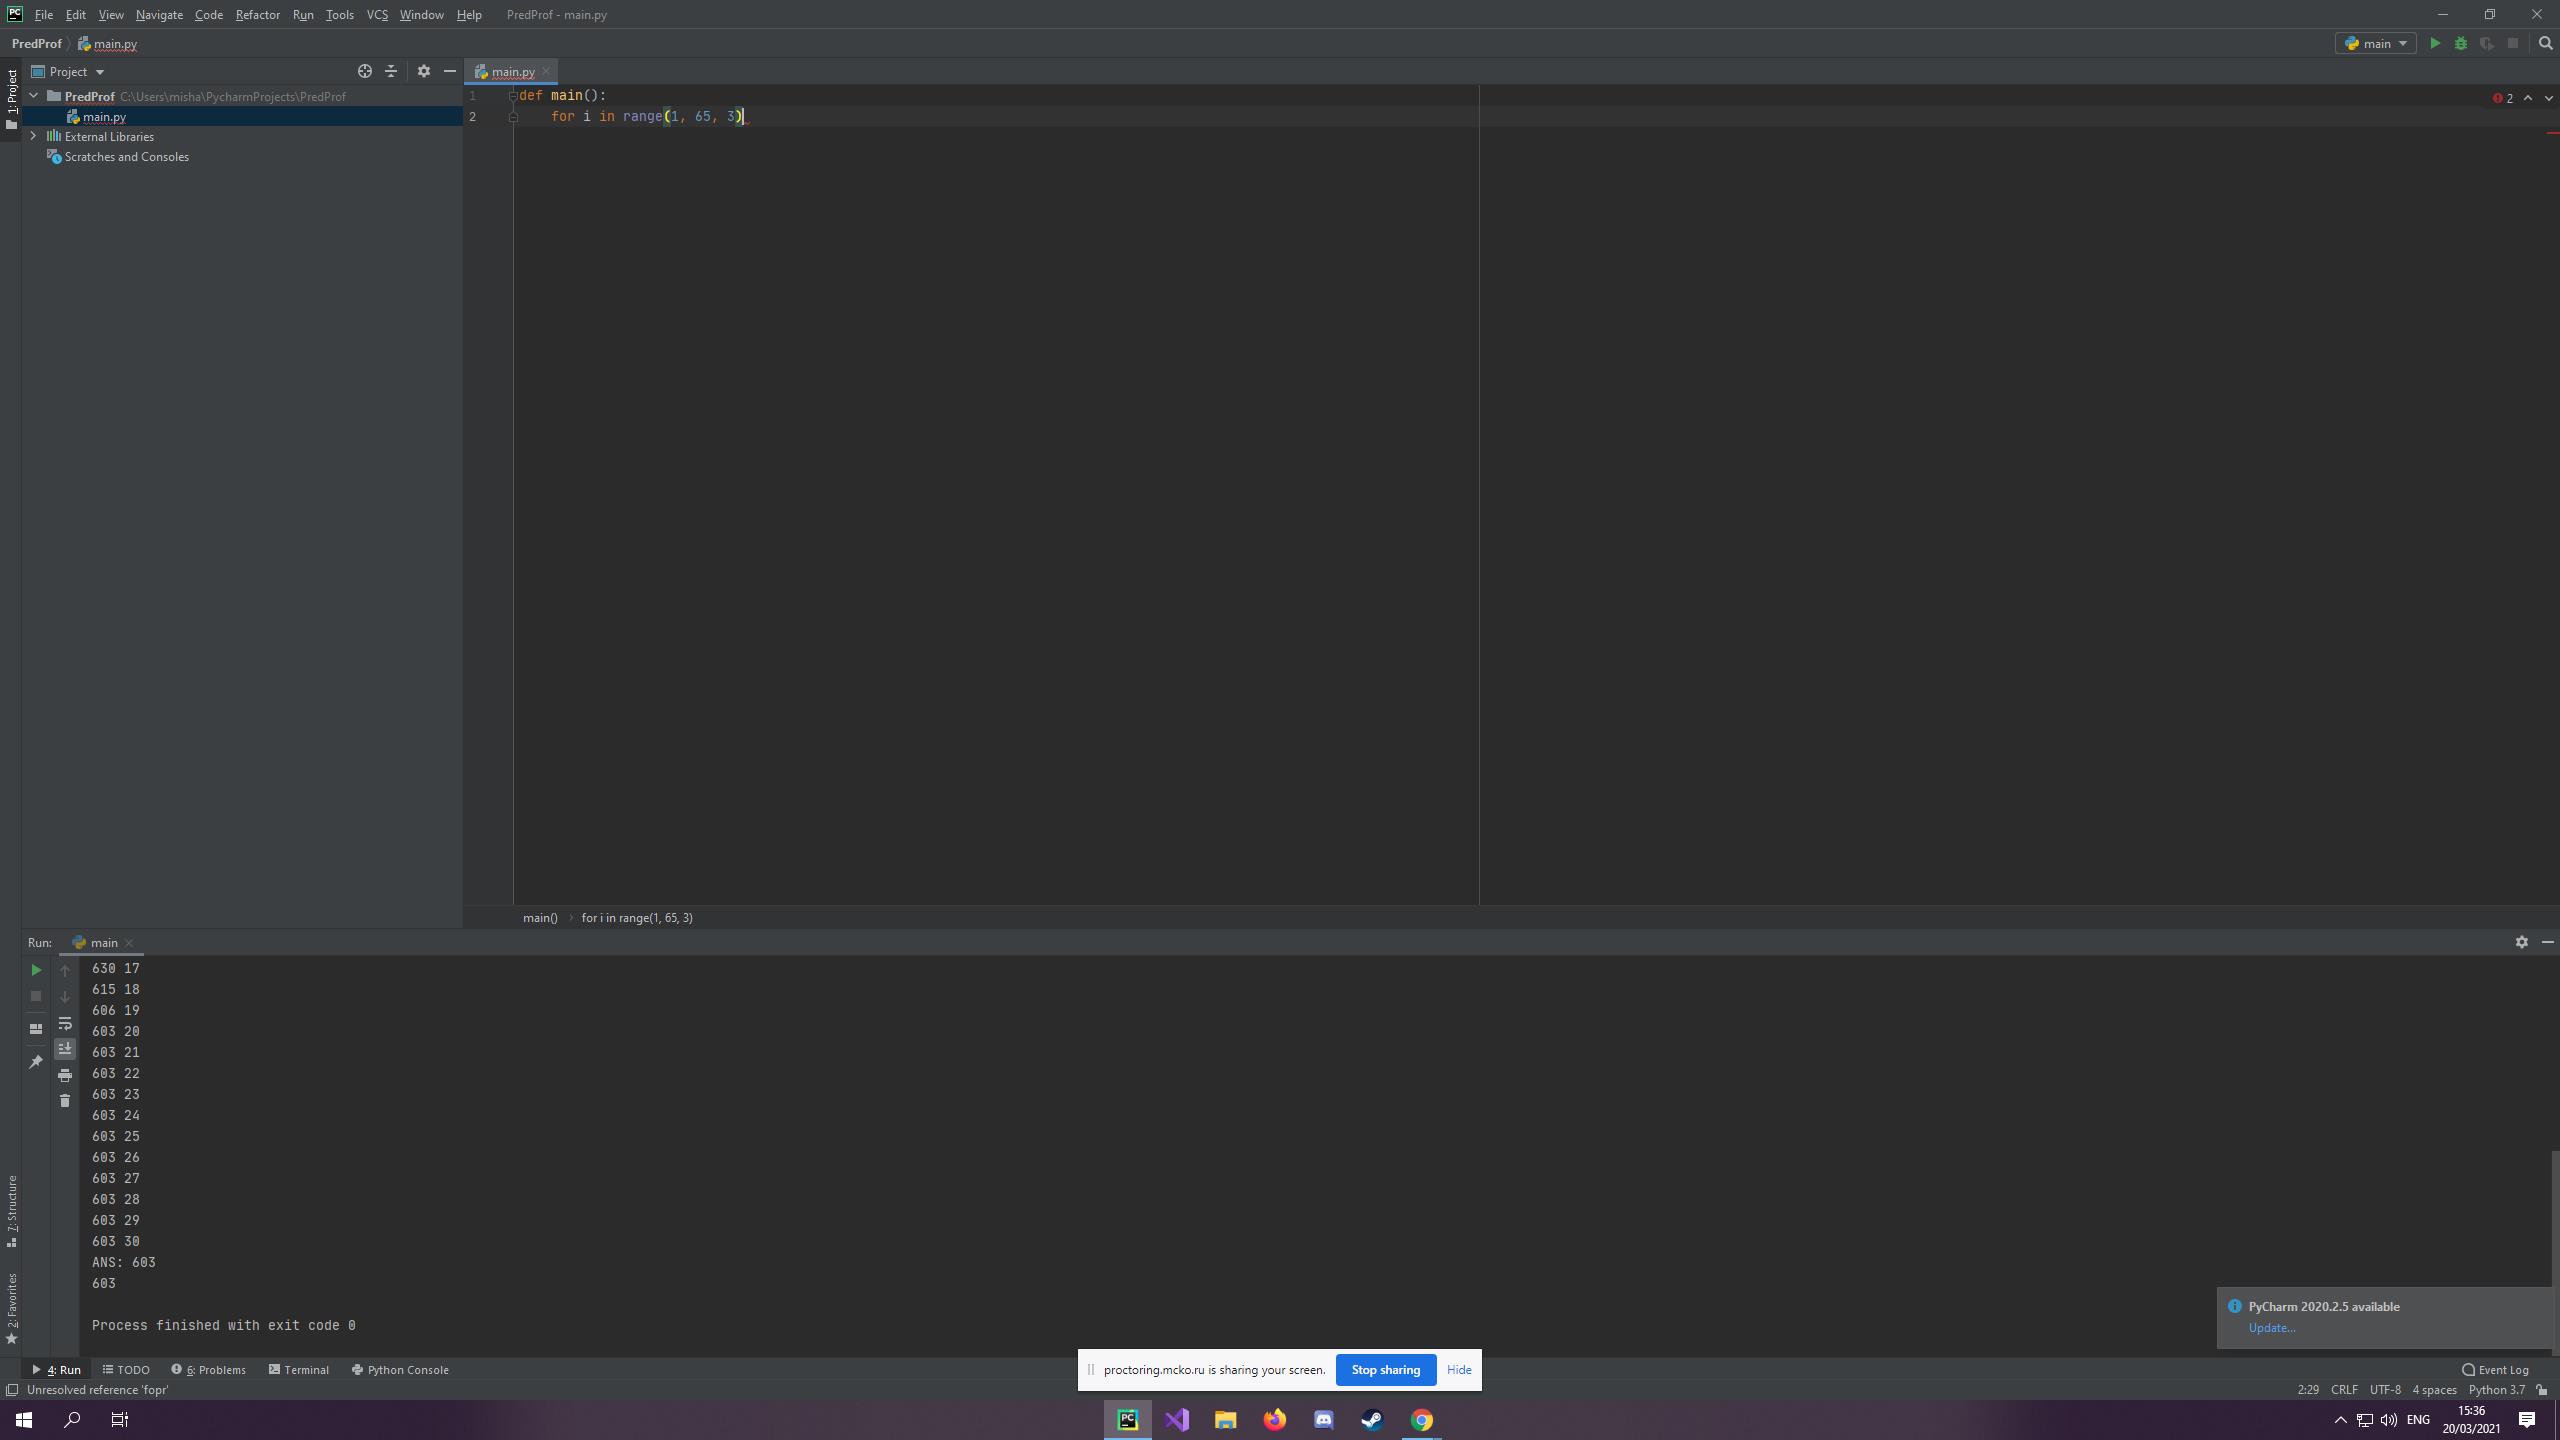 PC File Edit View Navigate Code Refactor Run Tools VCS Window Help PredProf - main.py
PredProf main.py main
Project main.py
1: Project
PredProf C:\Users\misha\PycharmProjects\PredProf
main.py
External Libraries
Scratches and Consoles
1 def main():
2 for i in range(1, 65, 3)
2
main() for i in range(1, 65, 3)
Run: main
630 17
615 18
606 19
603 20
603 21
603 22
603 23
603 24
603 25
603 26
603 27
603 28
603 29
603 30
ANS: 603
603
Process finished with exit code 0
7: Structure
2: Favorites
PyCharm 2020.2.5 available
Update...
4: Run TODO 6: Problems Terminal Python Console Event Log
proctoring.mcko.ru is sharing your screen. Stop sharing Hide
Unresolved reference 'fopr' 2:29 CRLF UTF-8 4 spaces Python 3.7
PC ENG 15:36
20/03/2021